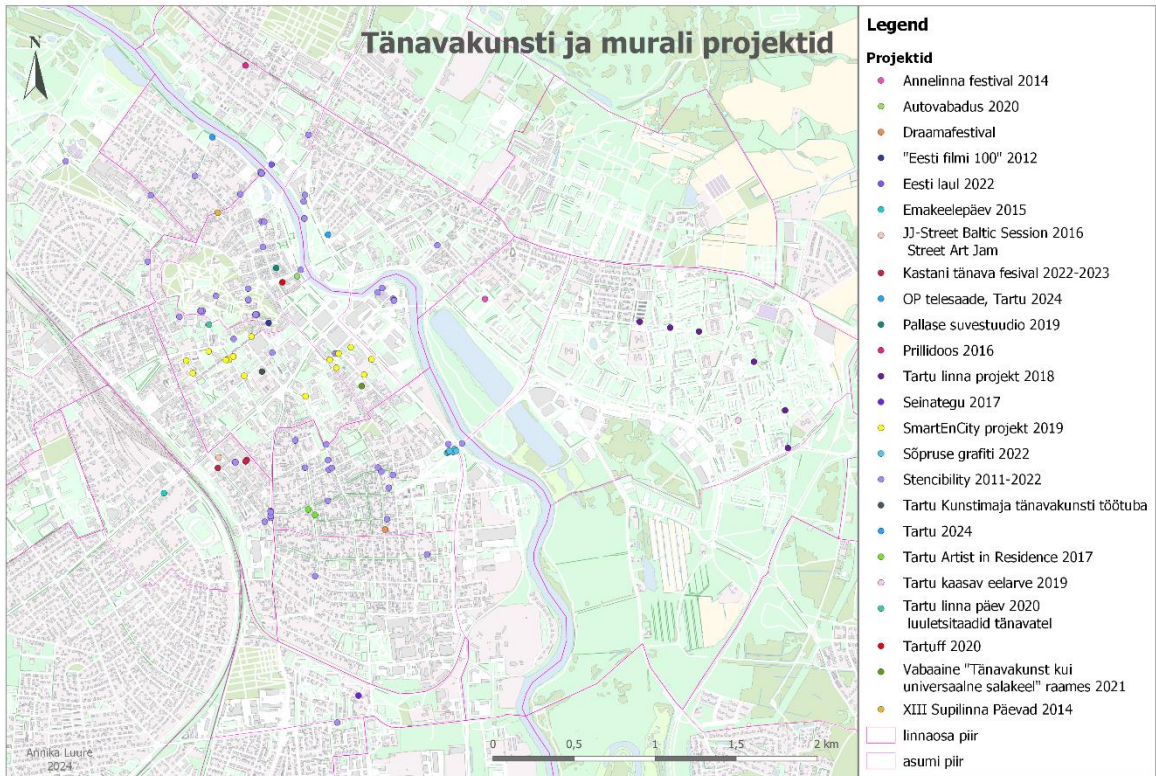 Tänavakunsti ja murali projektid
N
Legend
Projektid
Annelinna festival 2014
Autovabadus 2020
Draamafestival
"Eesti filmi 100" 2012
Eesti laul 2022
Emakeelepäev 2015
JJ-Street Baltic Session 2016
Street Art Jam
Kastani tänava fesival 2022-2023
OP telesaade, Tartu 2024
Pallase suvestuudio 2019
Prillidoos 2016
Tartu linna projekt 2018
Seinategu 2017
SmartEnCity projekt 2019
Sõpruse grafiti 2022
Stencibility 2011-2022
Tartu Kunstimaja tänavakunsti töötuba
Tartu 2024
Tartu Artist in Residence 2017
Tartu kaasav eelarve 2019
Tartu linna päev 2020
luuletsitaadid tänavatel
Tartuff 2020
Vabaaine "Tänavakunst kui
universaalne salakeel" raames 2021
XIII Supilinna Päevad 2014
linnaosa piir
asumi piir
Annika Luure
2024
0 0,5 1 1,5 2 km